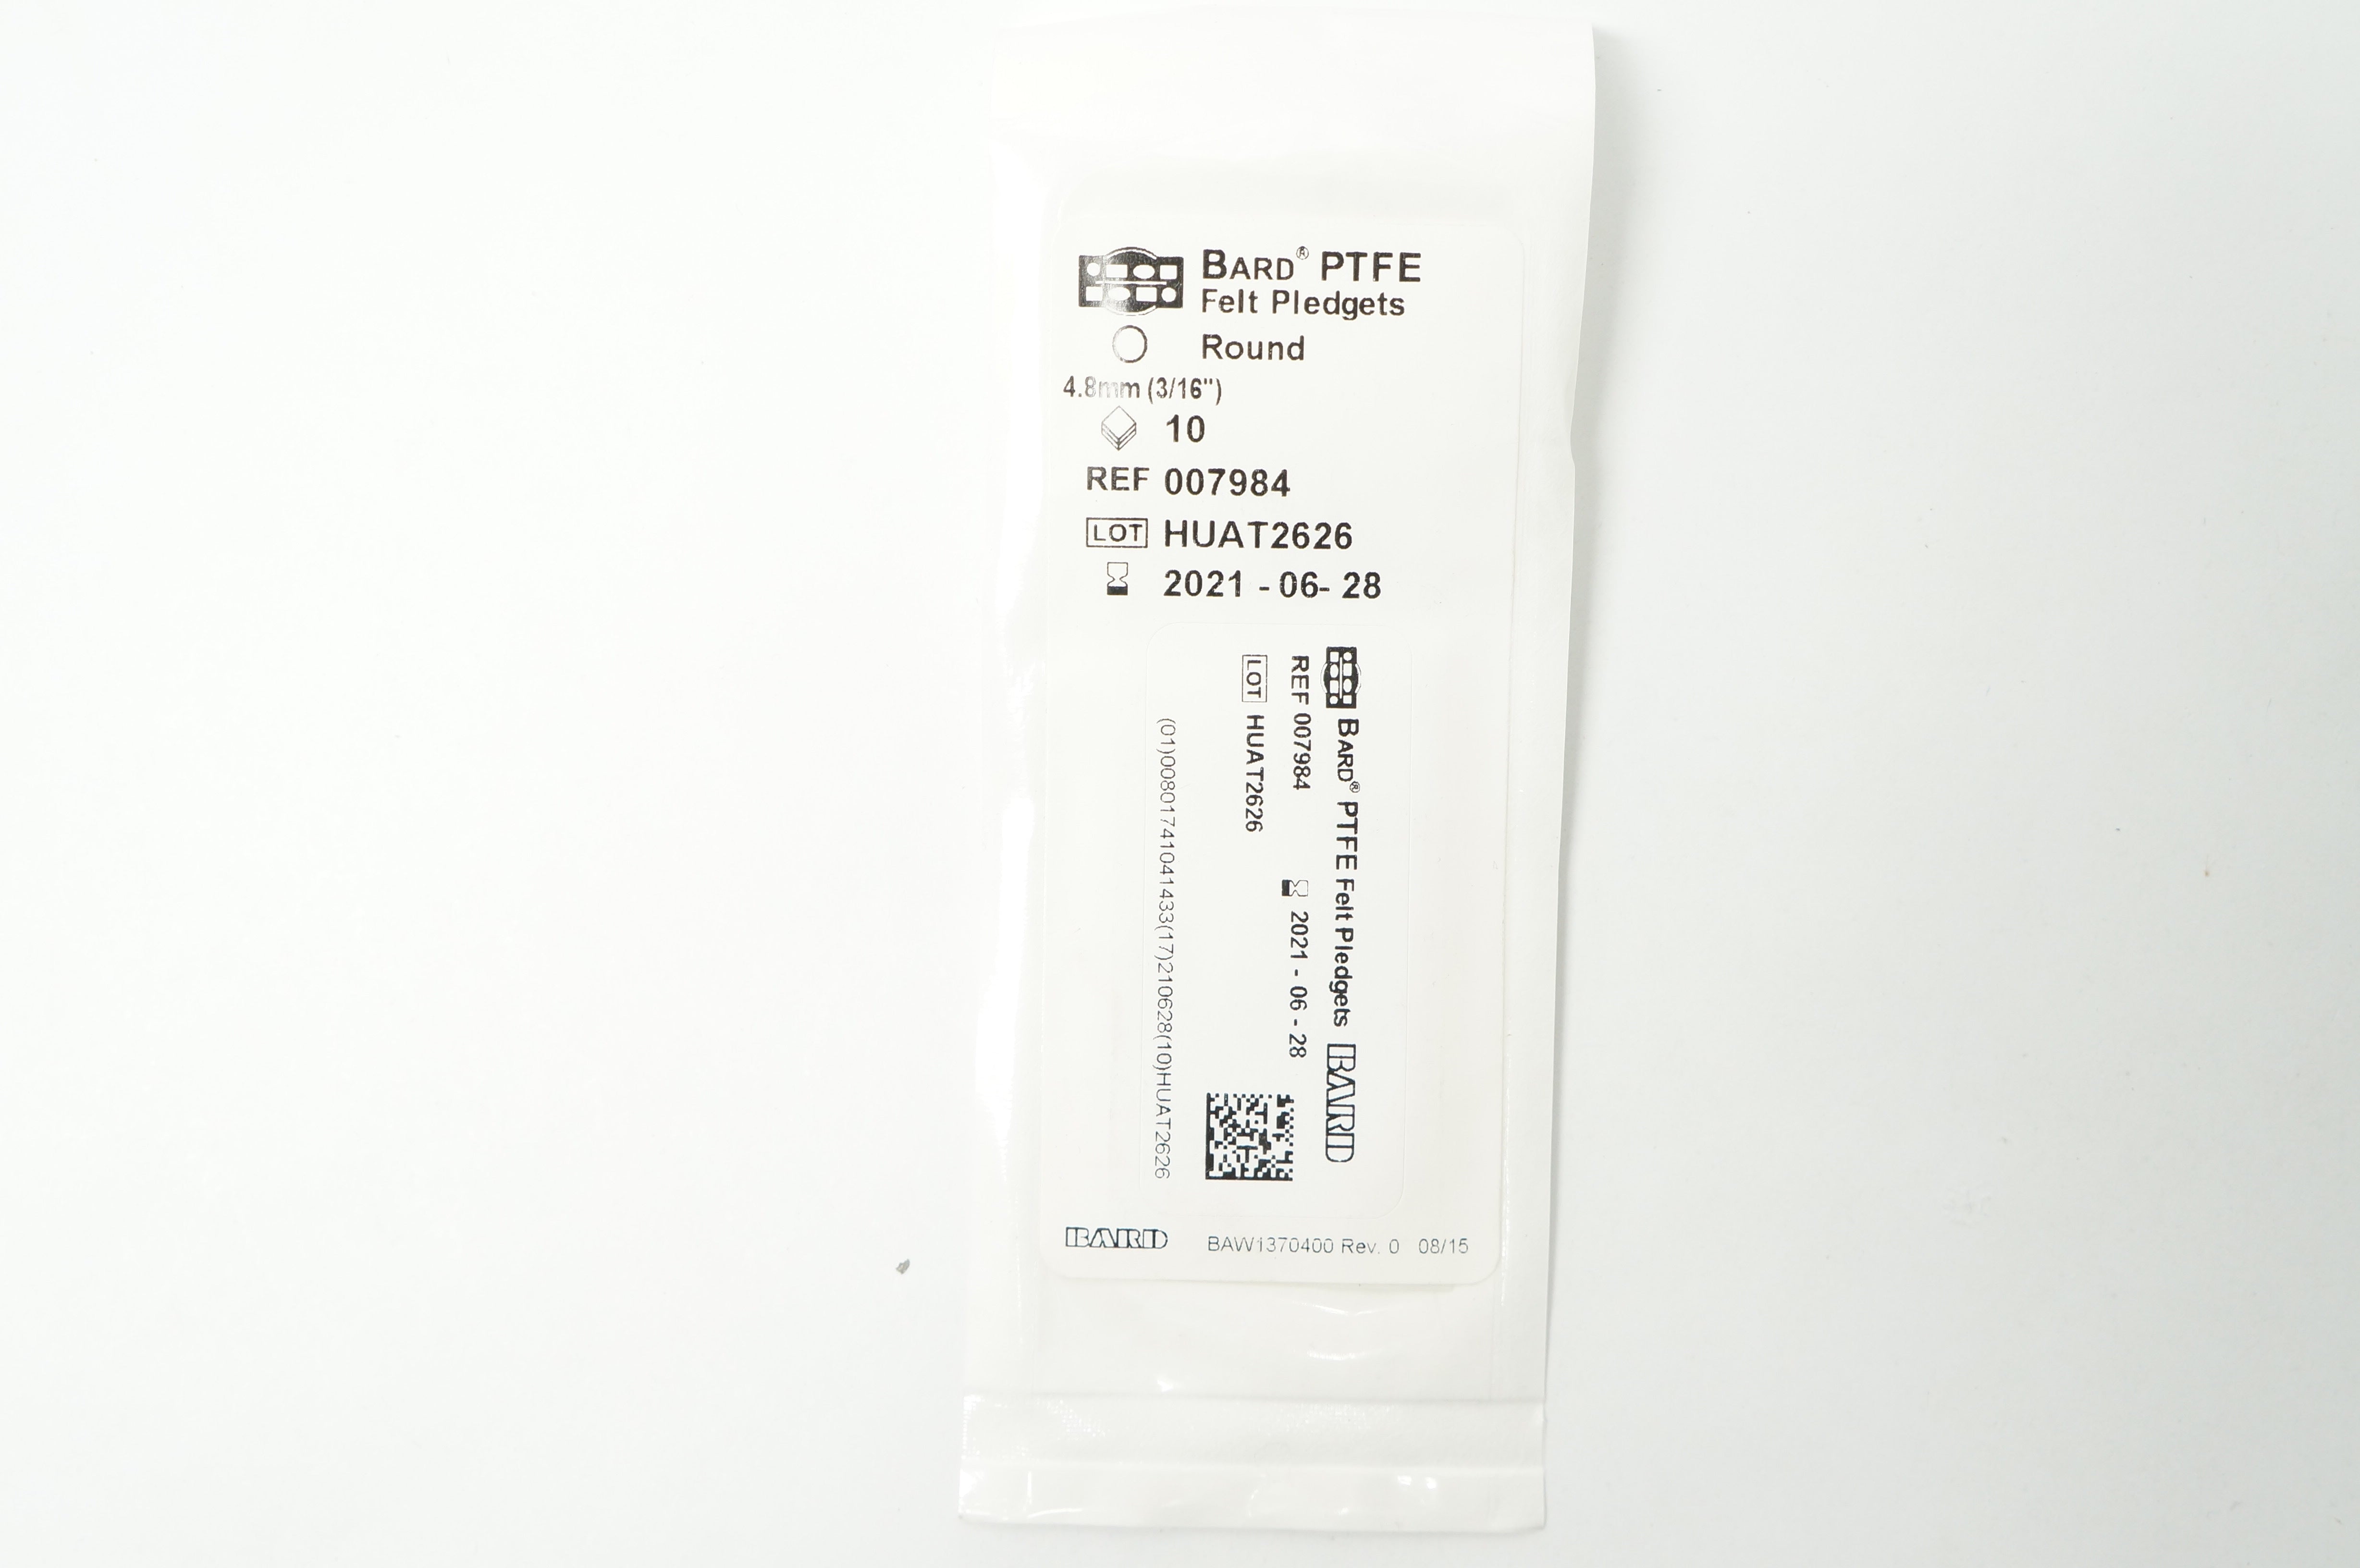 BARD® PTFE
Felt Pledgets
Round
4.8mm (3/16")
10
REF 007984
LOT HUAT2626
2021 - 06- 28
BARD® PTFE Felt Pledgets BARD
REF 007984 2021 - 06 - 28
LOT HUAT2626
(01)00801741041433(17)210628(10)HUAT2626
BARD BAW1370400 Rev. 0 08/15